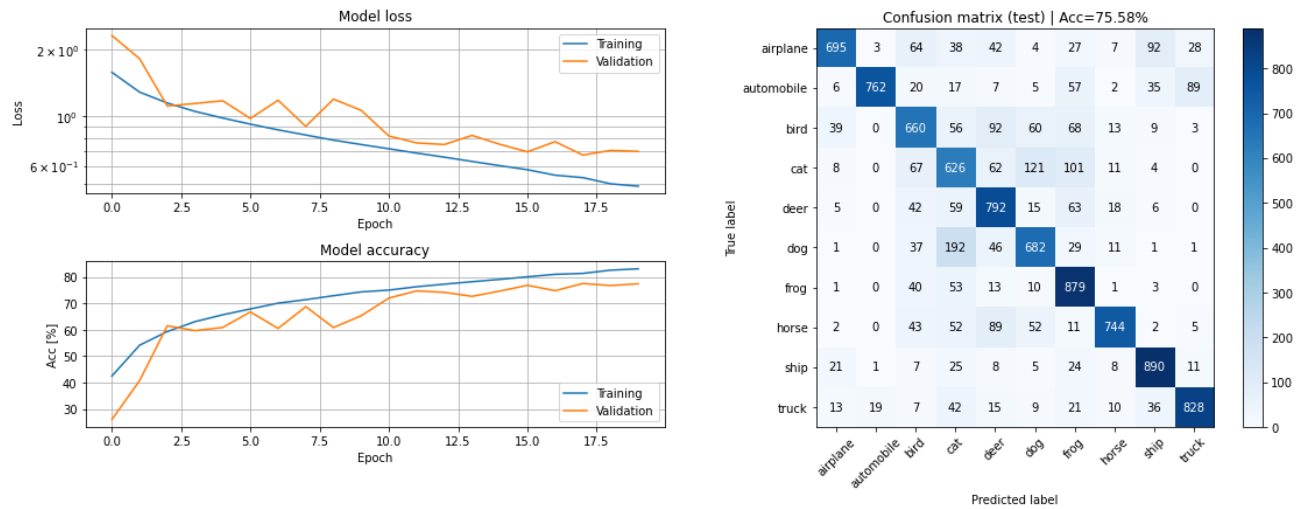 Model loss
Training
Validation
2 × 10⁰
10⁰
6 × 10⁻¹
Loss
0.0 2.5 5.0 7.5 10.0 12.5 15.0 17.5
Epoch
Model accuracy
80
70
60
50
40
30
Acc [%]
Training
Validation
0.0 2.5 5.0 7.5 10.0 12.5 15.0 17.5
Epoch
Confusion matrix (test) | Acc=75.58%
True label
airplane 695 3 64 38 42 4 27 7 92 28
automobile 6 762 20 17 7 5 57 2 35 89
bird 39 0 660 56 92 60 68 13 9 3
cat 8 0 67 626 62 121 101 11 4 0
deer 5 0 42 59 792 15 63 18 6 0
dog 1 0 37 192 46 682 29 11 1 1
frog 1 0 40 53 13 10 879 1 3 0
horse 2 0 43 52 89 52 11 744 2 5
ship 21 1 7 25 8 5 24 8 890 11
truck 13 19 7 42 15 9 21 10 36 828
airplane automobile bird cat deer dog frog horse ship truck
Predicted label
800
700
600
500
400
300
200
100
0